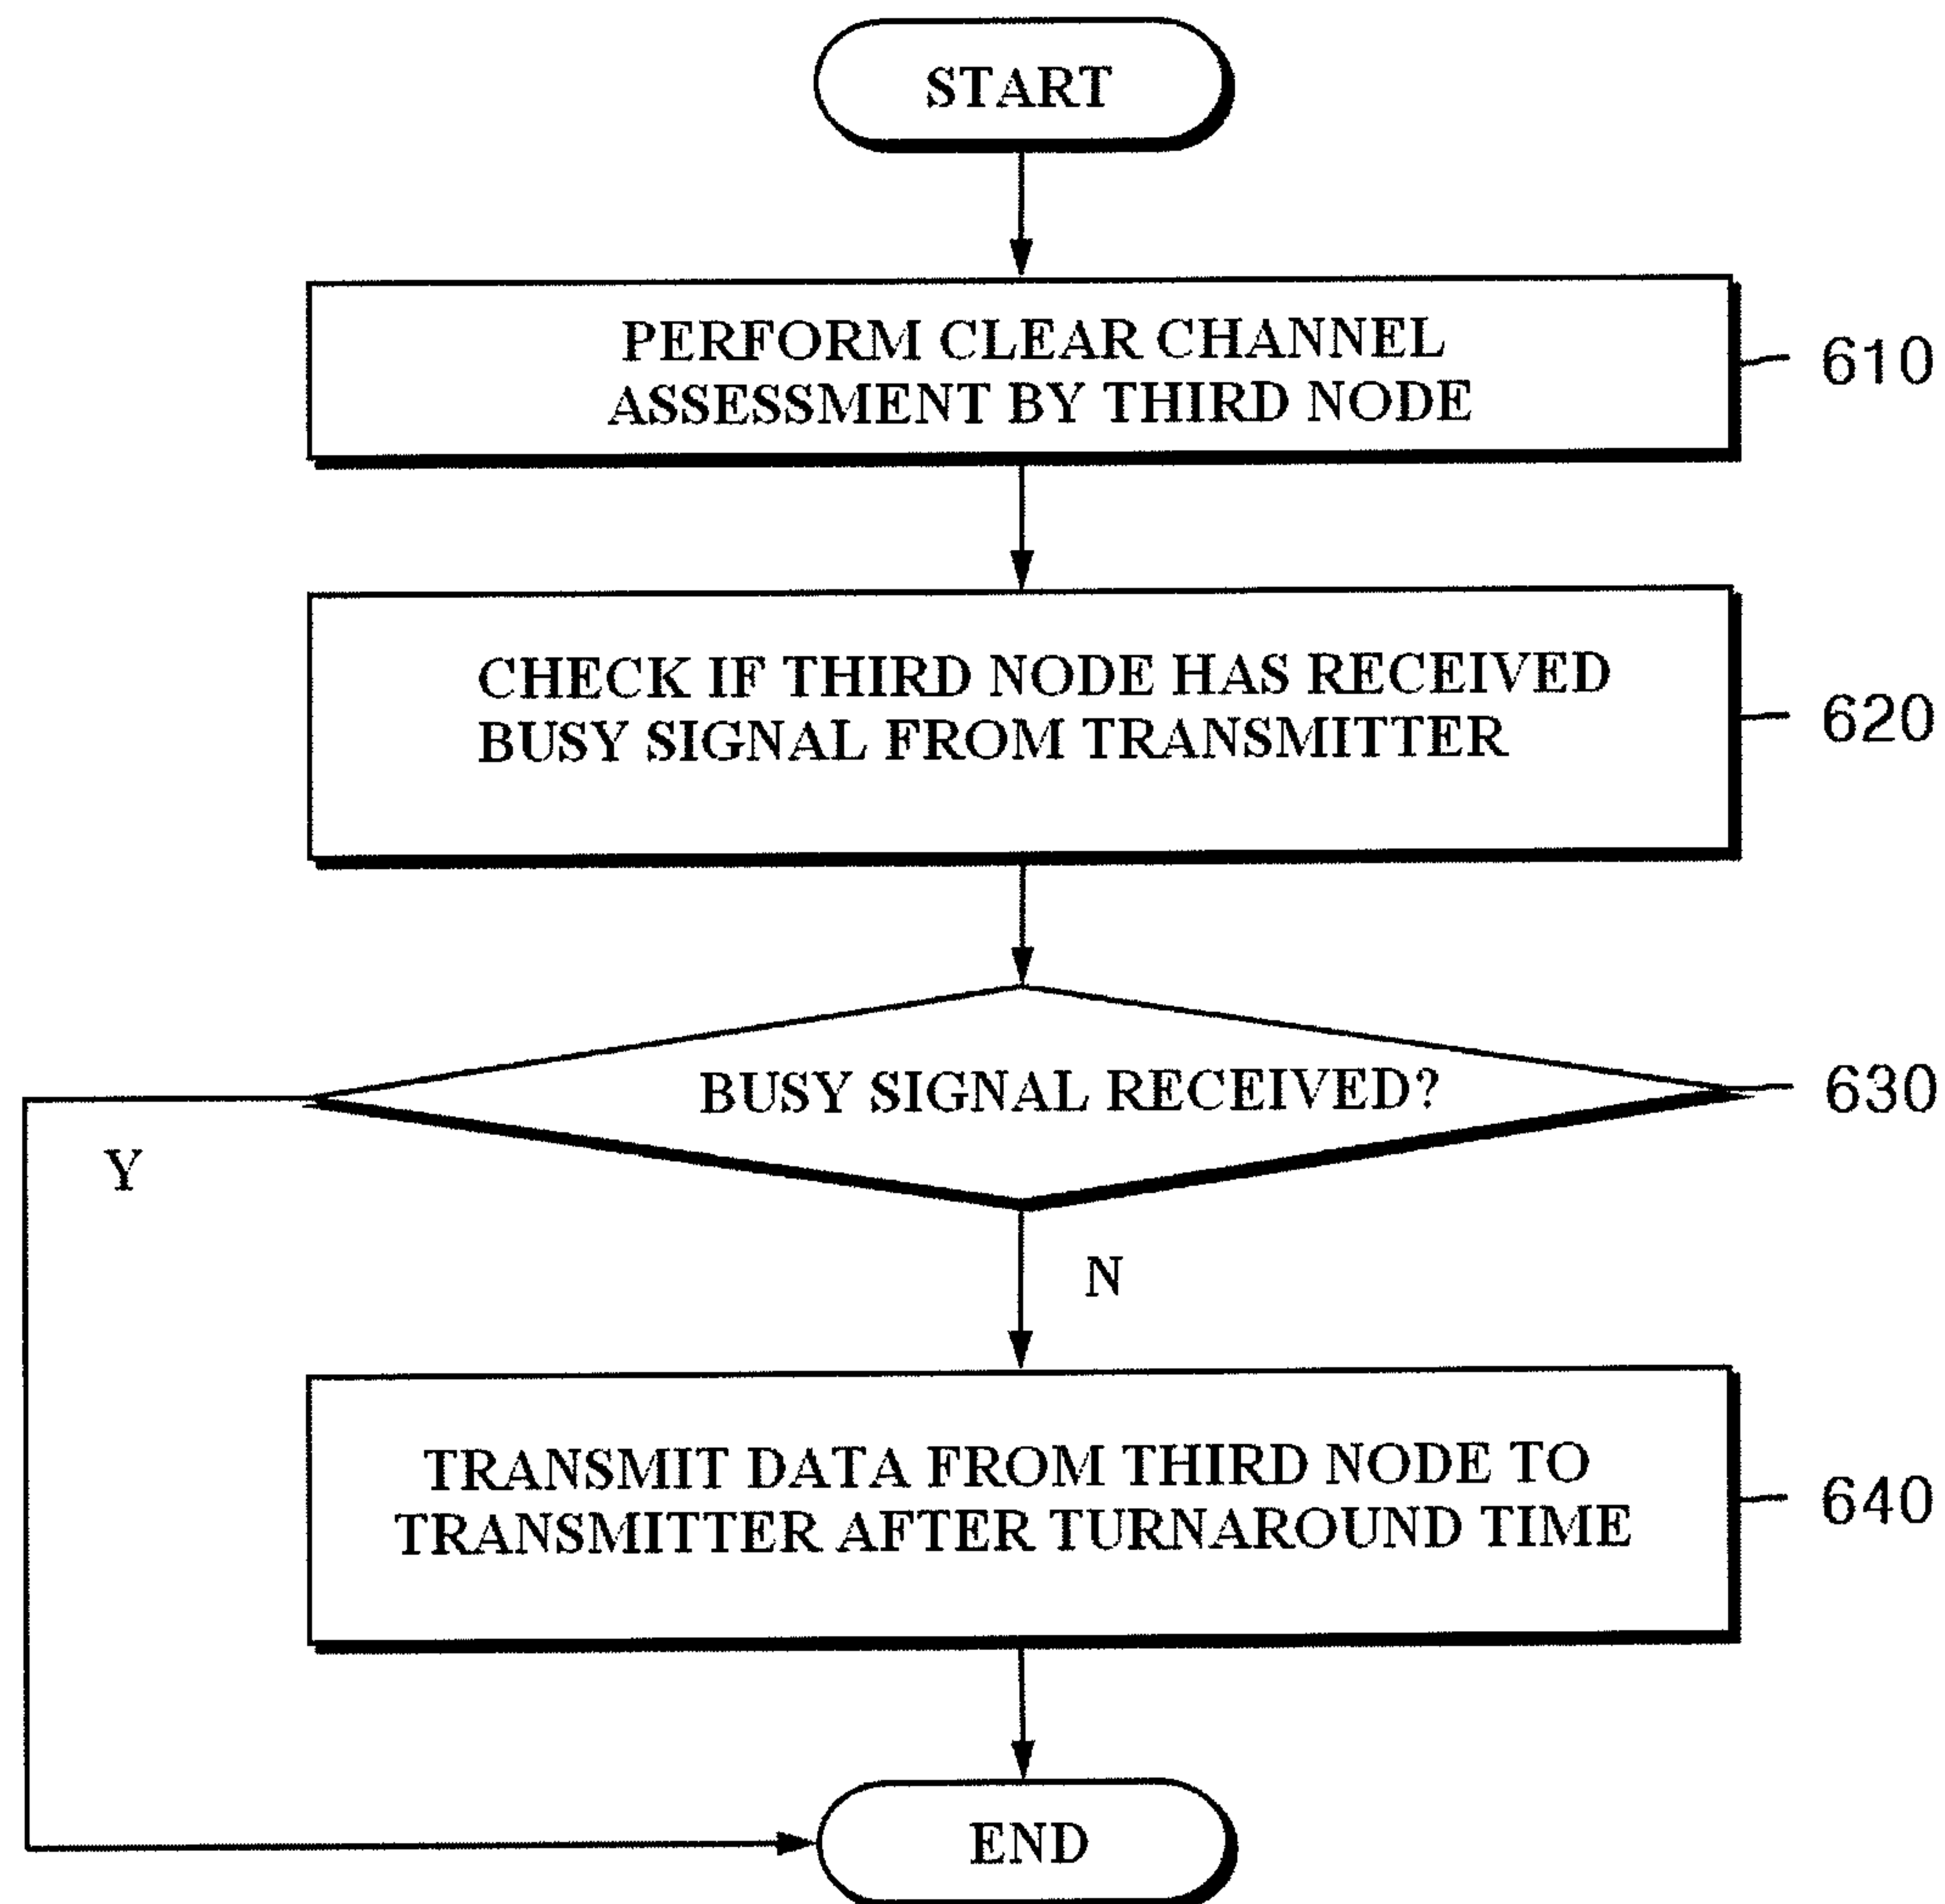 START
PERFORM CLEAR CHANNEL
ASSESSMENT BY THIRD NODE
610
CHECK IF THIRD NODE HAS RECEIVED
BUSY SIGNAL FROM TRANSMITTER
620
BUSY SIGNAL RECEIVED?
630
Y
N
TRANSMIT DATA FROM THIRD NODE TO
TRANSMITTER AFTER TURNAROUND TIME
640
END